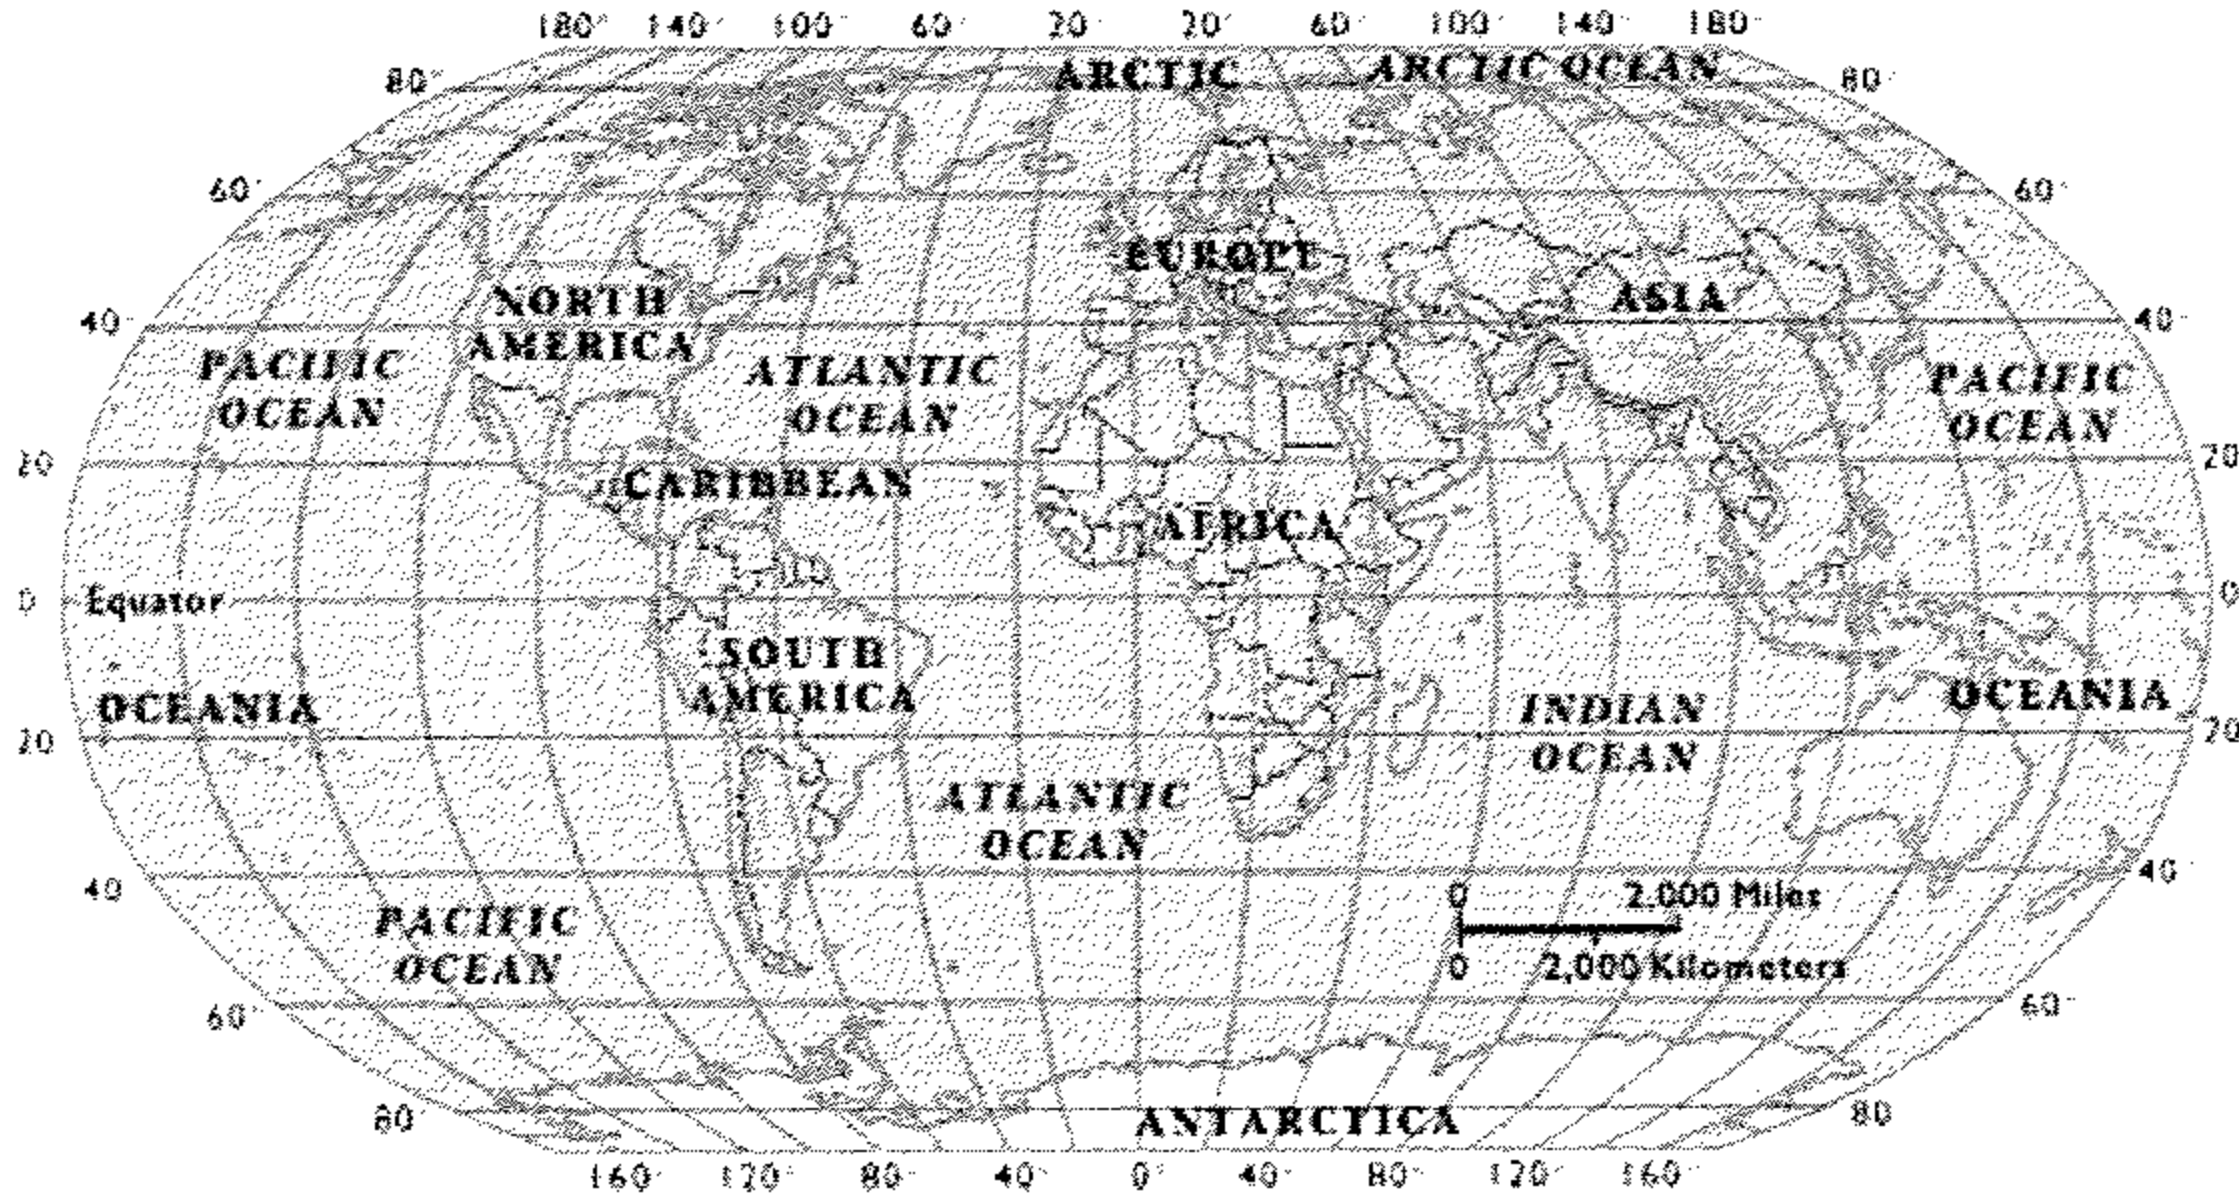 180° 140° 100° 60° 20° 20° 60° 100° 140° 180°
ARCTIC ARCTIC OCEAN
80° 80°
60° 60°
EUROPE
NORTH
AMERICA
ASIA
40° 40°
PACIFIC
OCEAN
ATLANTIC
OCEAN
PACIFIC
OCEAN
20° 20
CARIBBEAN
AFRICA
0 Equator 0
SOUTH
AMERICA
OCEANIA
INDIAN
OCEAN
OCEANIA
20 20
ATLANTIC
OCEAN
40° 40°
0 2,000 Miles
0 2,000 Kilometers
PACIFIC
OCEAN
60° 60°
80° 80°
ANTARCTICA
160° 120° 80° 40° 0° 40° 80° 120° 160°